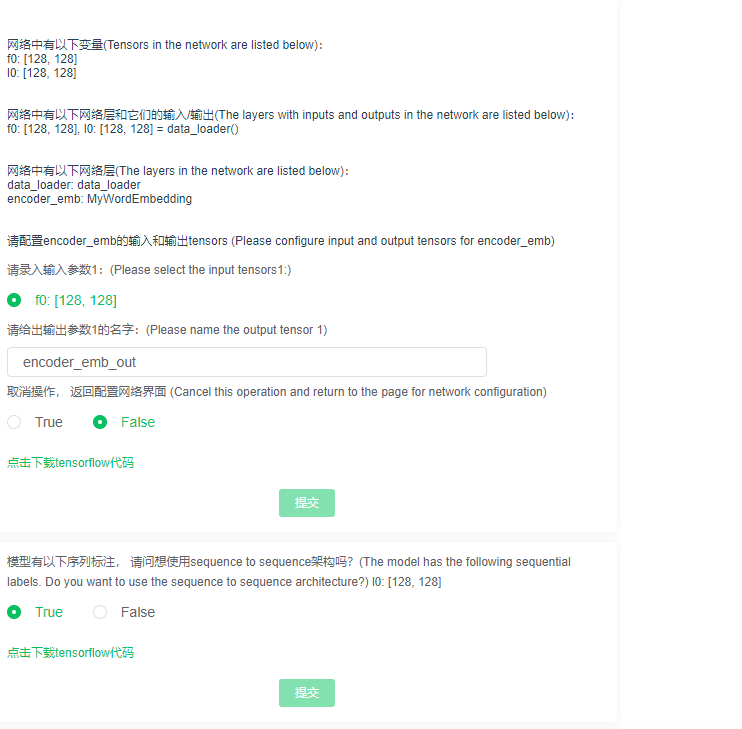 网络中有以下变量(Tensors in the network are listed below)：
f0: [128, 128]
l0: [128, 128]
网络中有以下网络层和它们的输入/输出(The layers with inputs and outputs in the network are listed below)：
f0: [128, 128], l0: [128, 128] = data_loader()
网络中有以下网络层(The layers in the network are listed below)：
data_loader: data_loader
encoder_emb: MyWordEmbedding
请配置encoder_emb的输入和输出tensors (Please configure input and output tensors for encoder_emb)
请录入输入参数1：(Please select the input tensors1:)
f0: [128, 128]
请给出输出参数1的名字：(Please name the output tensor 1)
encoder_emb_out
取消操作， 返回配置网络界面 (Cancel this operation and return to the page for network configuration)
True False
点击下载tensorflow代码
提交
模型有以下序列标注， 请问想使用sequence to sequence架构吗？(The model has the following sequential
labels. Do you want to use the sequence to sequence architecture?) l0: [128, 128]
True False
点击下载tensorflow代码
提交